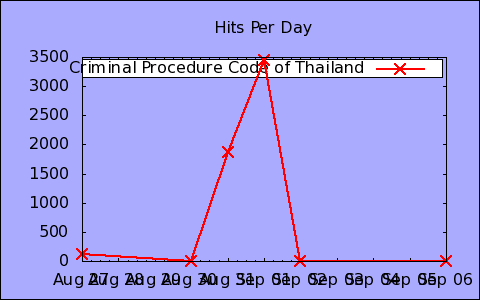 Hits Per Day
3500
Criminal Procedure Code of Thailand
3000
2500
2000
1500
1000
500
0
Aug 27 Aug 28 Aug 29 Aug 30 Aug 31 Sep 01 Sep 02 Sep 03 Sep 04 Sep 05 Sep 06